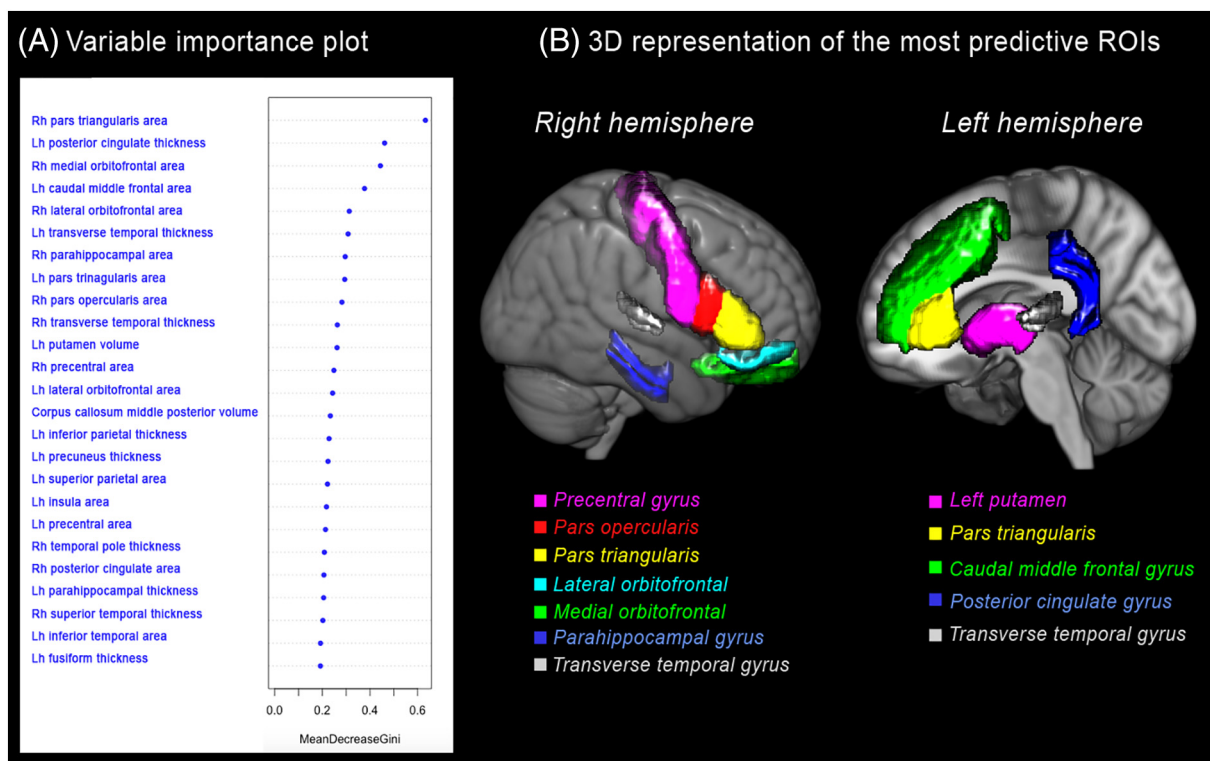 (A) Variable importance plot
Rh pars triangularis area
Lh posterior cingulate thickness
Rh medial orbitofrontal area
Lh caudal middle frontal area
Rh lateral orbitofrontal area
Lh transverse temporal thickness
Rh parahippocampal area
Lh pars trinagularis area
Rh pars opercularis area
Rh transverse temporal thickness
Lh putamen volume
Rh precentral area
Lh lateral orbitofrontal area
Corpus callosum middle posterior volume
Lh inferior parietal thickness
Lh precuneus thickness
Lh superior parietal area
Lh insula area
Lh precentral area
Rh temporal pole thickness
Rh posterior cingulate area
Lh parahippocampal thickness
Rh superior temporal thickness
Lh inferior temporal area
Lh fusiform thickness
0.0 0.2 0.4 0.6
MeanDecreaseGini
(B) 3D representation of the most predictive ROIs
Right hemisphere
Precentral gyrus
Pars opercularis
Pars triangularis
Lateral orbitofrontal
Medial orbitofrontal
Parahippocampal gyrus
Transverse temporal gyrus
Left hemisphere
Left putamen
Pars triangularis
Caudal middle frontal gyrus
Posterior cingulate gyrus
Transverse temporal gyrus